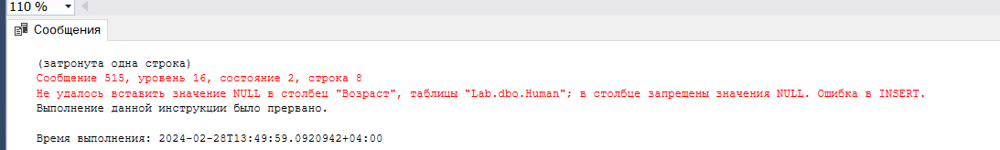 110 %
Сообщения
(затронута одна строка)
Сообщение 515, уровень 16, состояние 2, строка 8
Не удалось вставить значение NULL в столбец "Возраст", таблицы "Lab.dbo.Human"; в столбце запрещены значения NULL. Ошибка в INSERT.
Выполнение данной инструкции было прервано.
Время выполнения: 2024-02-28T13:49:59.0920942+04:00